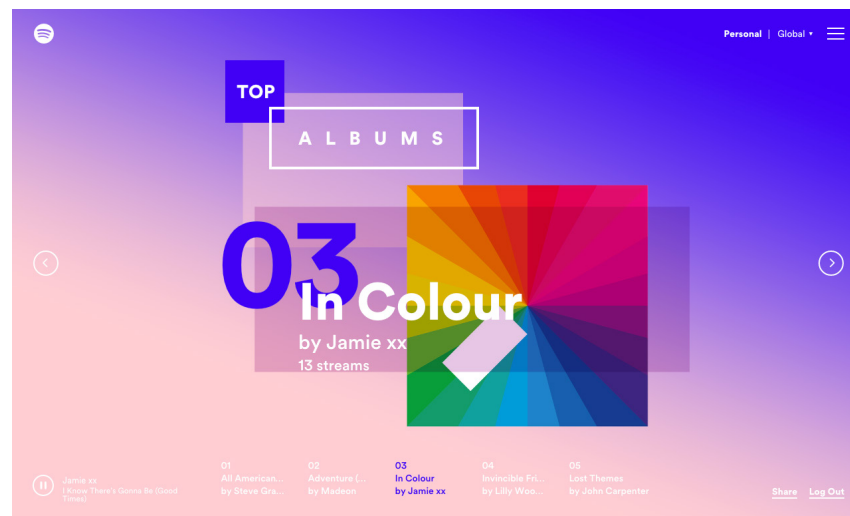 Personal | Global ▾
TOP
ALBUMS
03
In Colour
by Jamie xx
13 streams
Jamie xx
I Know There's Gonna Be (Good
Times)
01
All American...
by Steve Gra...
02
Adventure (...
by Madeon
03
In Colour
by Jamie xx
04
Invincible Fri...
by Lilly Woo...
05
Lost Themes
by John Carpenter
Share Log Out